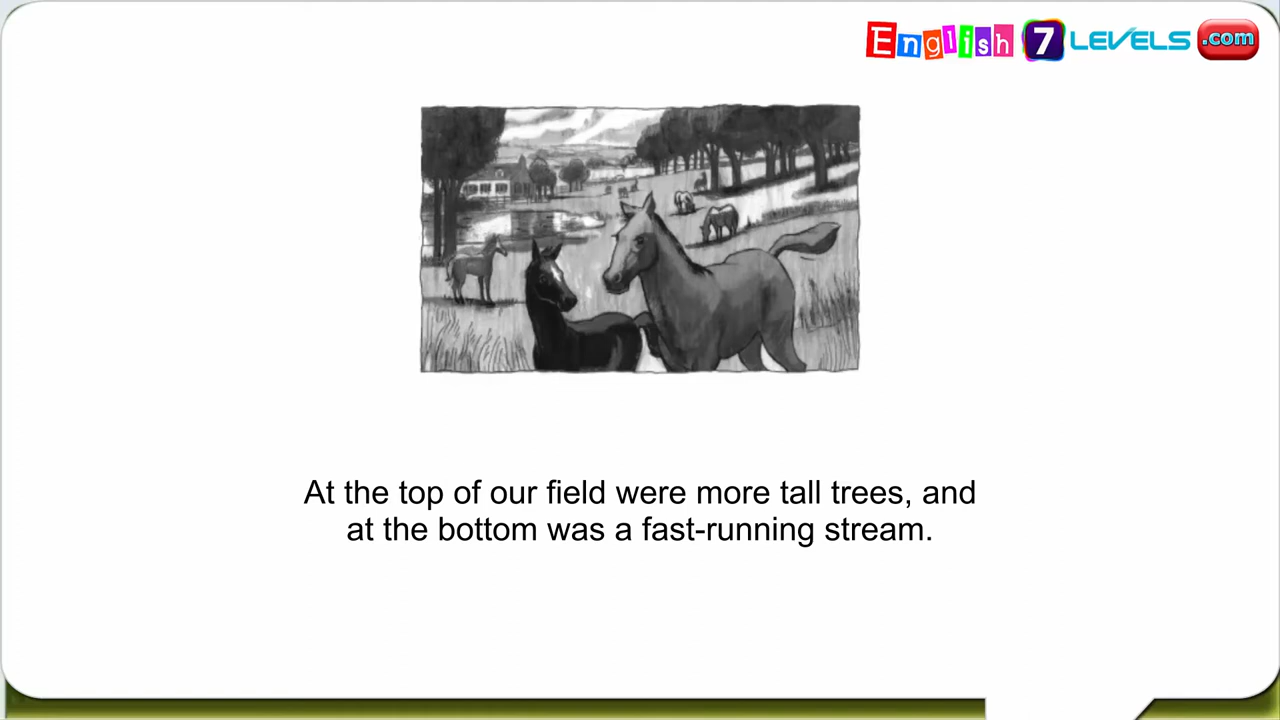 English 7 LEVELS .com
At the top of our field were more tall trees, and
at the bottom was a fast-running stream.